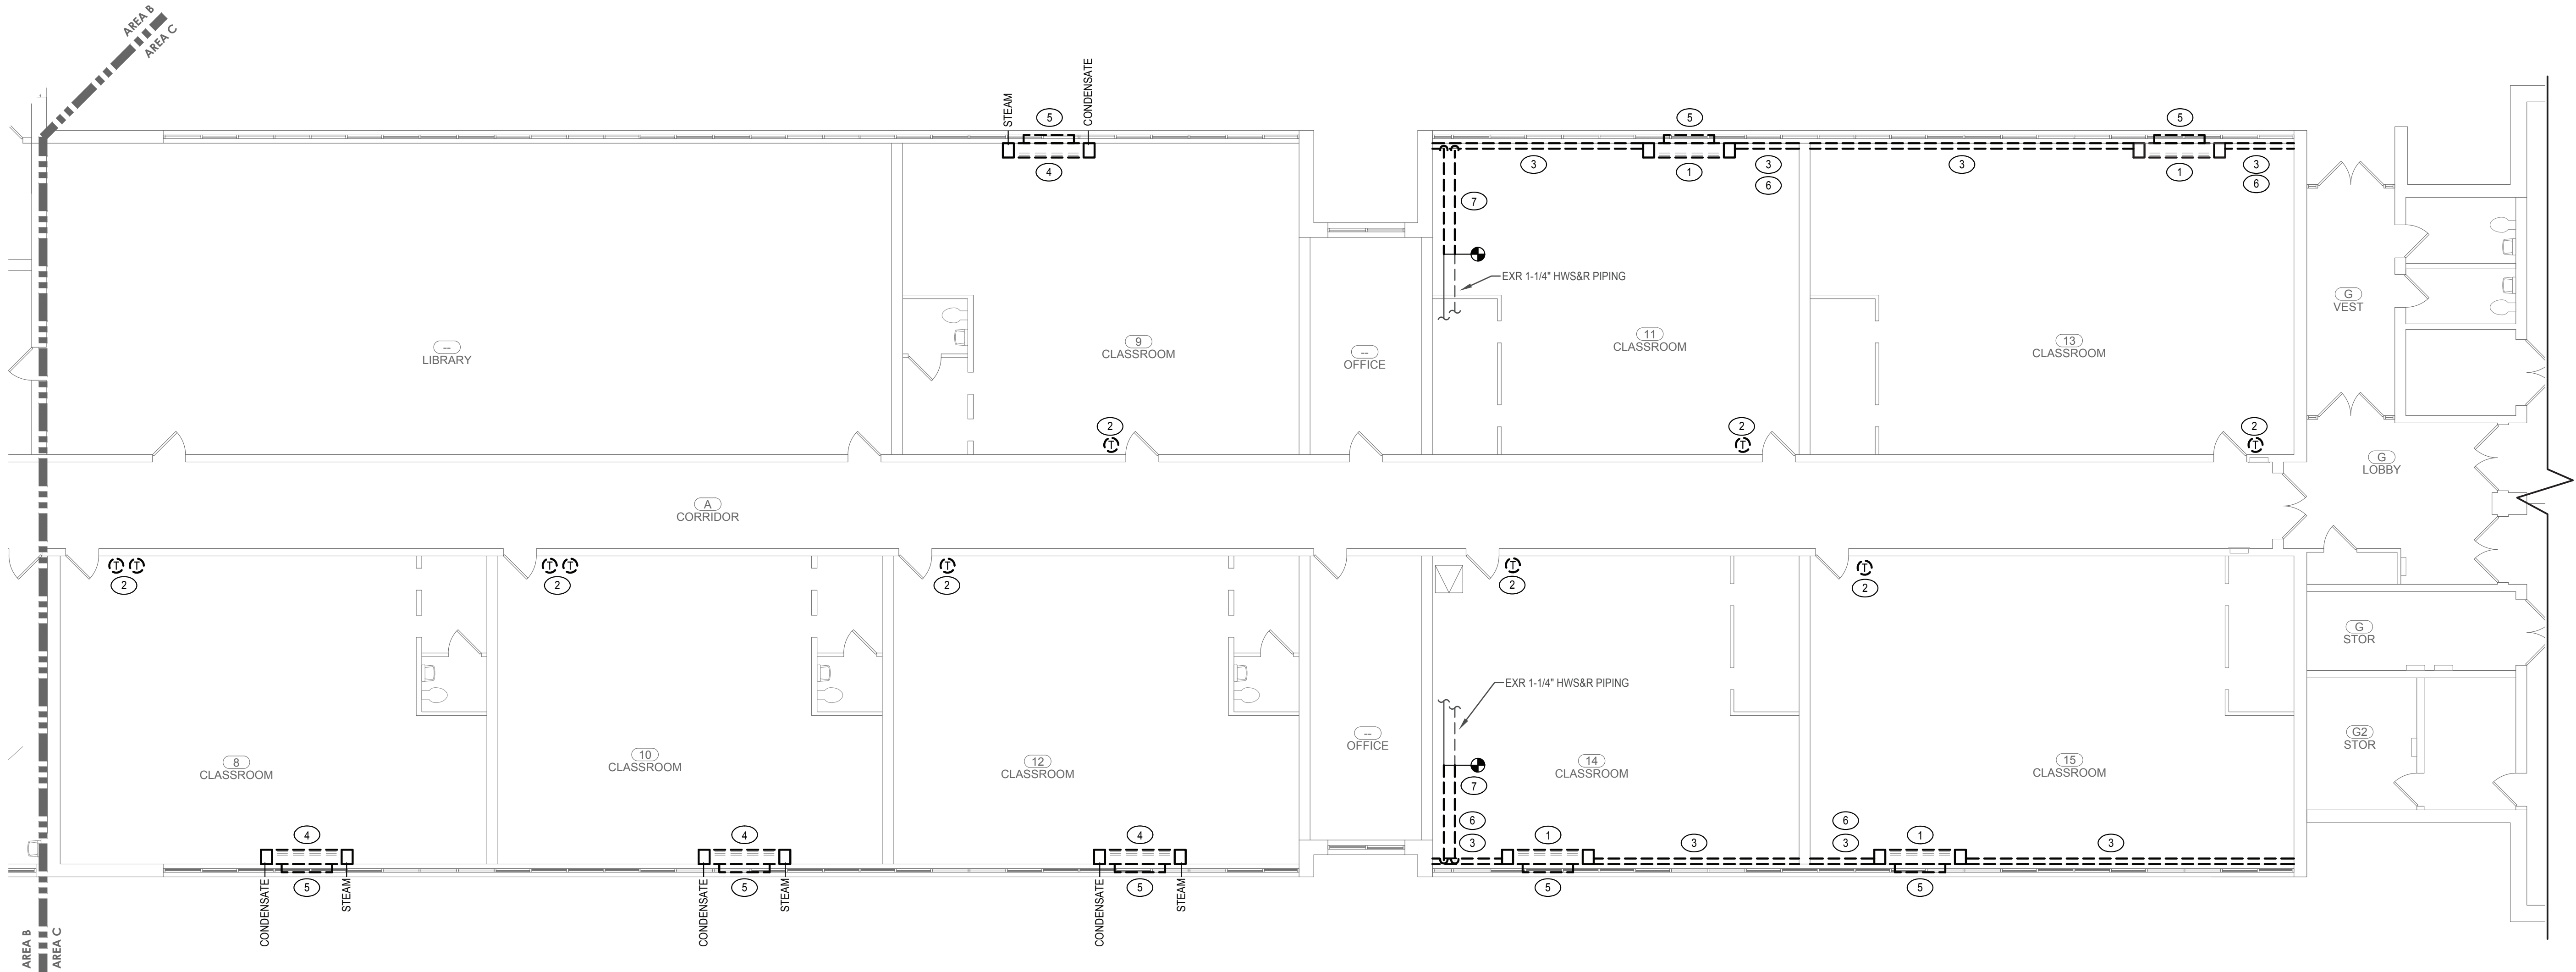 AREA B
AREA C
STEAM
5
CONDENSATE
4
5
5
3
1
3
6
3
1
3
6
7
EXR 1-1/4" HWS&R PIPING
G
VEST
--
LIBRARY
9
CLASSROOM
--
OFFICE
11
CLASSROOM
13
CLASSROOM
2
T
2
T
2
T
G
LOBBY
A
CORRIDOR
T T
2
T T
2
T
2
T
2
T
2
G
STOR
EXR 1-1/4" HWS&R PIPING
8
CLASSROOM
10
CLASSROOM
12
CLASSROOM
--
OFFICE
14
CLASSROOM
15
CLASSROOM
G2
STOR
7
4
4
4
6
3
1
3
6
3
1
3
CONDENSATE
5
STEAM
CONDENSATE
5
STEAM
CONDENSATE
5
STEAM
5
5
AREA B
AREA C